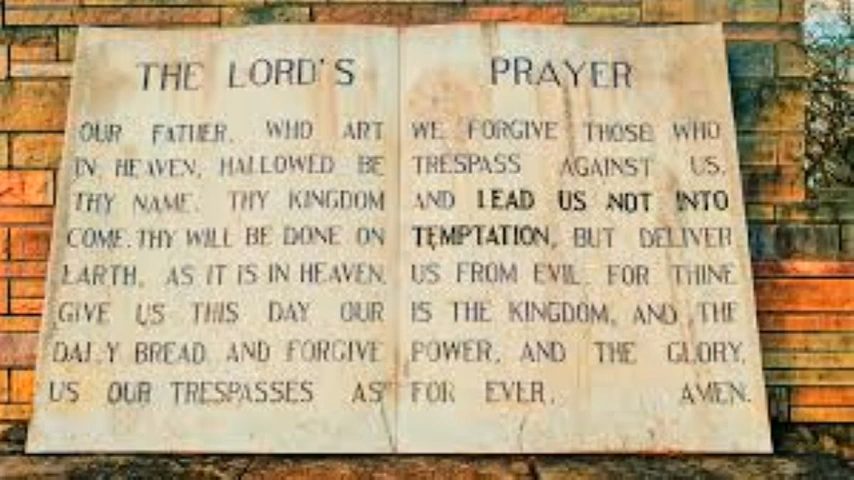 THE LORD'S PRAYER
OUR FATHER, WHO ART
IN HEAVEN, HALLOWED BE
THY NAME. THY KINGDOM
COME. THY WILL BE DONE ON
EARTH, AS IT IS IN HEAVEN.
GIVE US THIS DAY OUR
DAILY BREAD AND FORGIVE
US OUR TRESPASSES AS
WE FORGIVE THOSE WHO
TRESPASS AGAINST US.
AND LEAD US NOT INTO
TEMPTATION, BUT DELIVER
US FROM EVIL. FOR THINE
IS THE KINGDOM, AND THE
POWER, AND THE GLORY,
FOR EVER. AMEN.